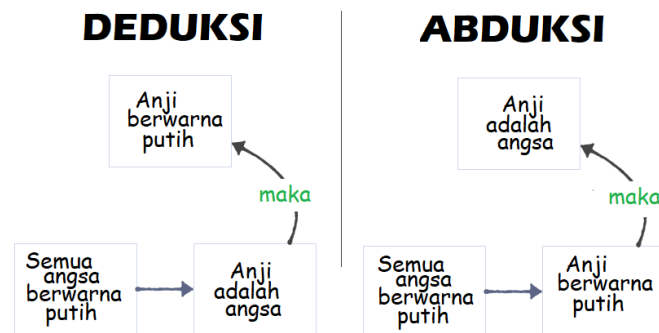 DEDUKSI
Anji
berwarna
putih
maka
Semua
angsa
berwarna
putih
Anji
adalah
angsa
ABDUKSI
Anji
adalah
angsa
maka
Semua
angsa
berwarna
putih
Anji
berwarna
putih